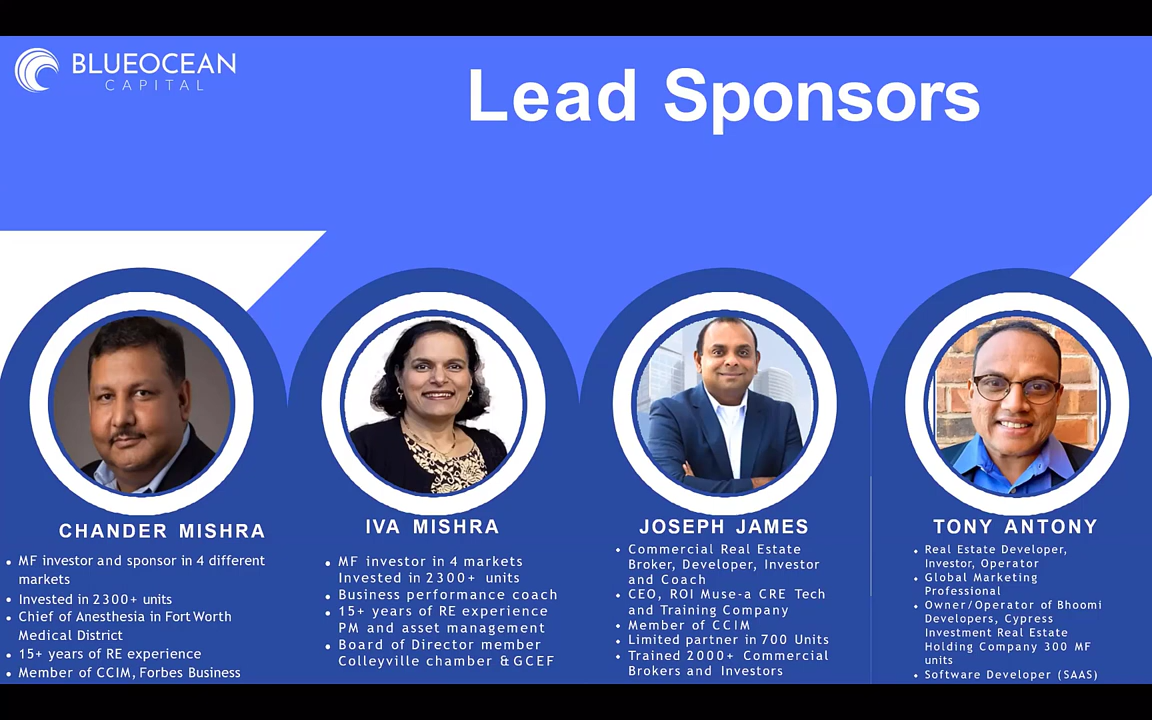 BLUEOCEAN
CAPITAL
Lead Sponsors
CHANDER MISHRA
• MF investor and sponsor in 4 different
markets
• Invested in 2300+ units
• Chief of Anesthesia in Fort Worth
Medical District
• 15+ years of RE experience
• Member of CCIM, Forbes Business
IVA MISHRA
• MF investor in 4 markets
Invested in 2300+ units
• Business performance coach
• 15+ years of RE experience
PM and asset management
• Board of Director member
Colleyville chamber & GCEF
JOSEPH JAMES
• Commercial Real Estate
Broker, Developer, Investor
and Coach
• CEO, ROI Muse-a CRE Tech
and Training Company
• Member of CCIM
• Limited partner in 700 Units
• Trained 2000+ Commercial
Brokers and Investors
TONY ANTONY
• Real Estate Developer,
Investor, Operator
• Global Marketing
Professional
• Owner/Operator of Bhoomi
Developers, Cypress
Investment Real Estate
Holding Company 300 MF
units
• Software Developer (SAAS)